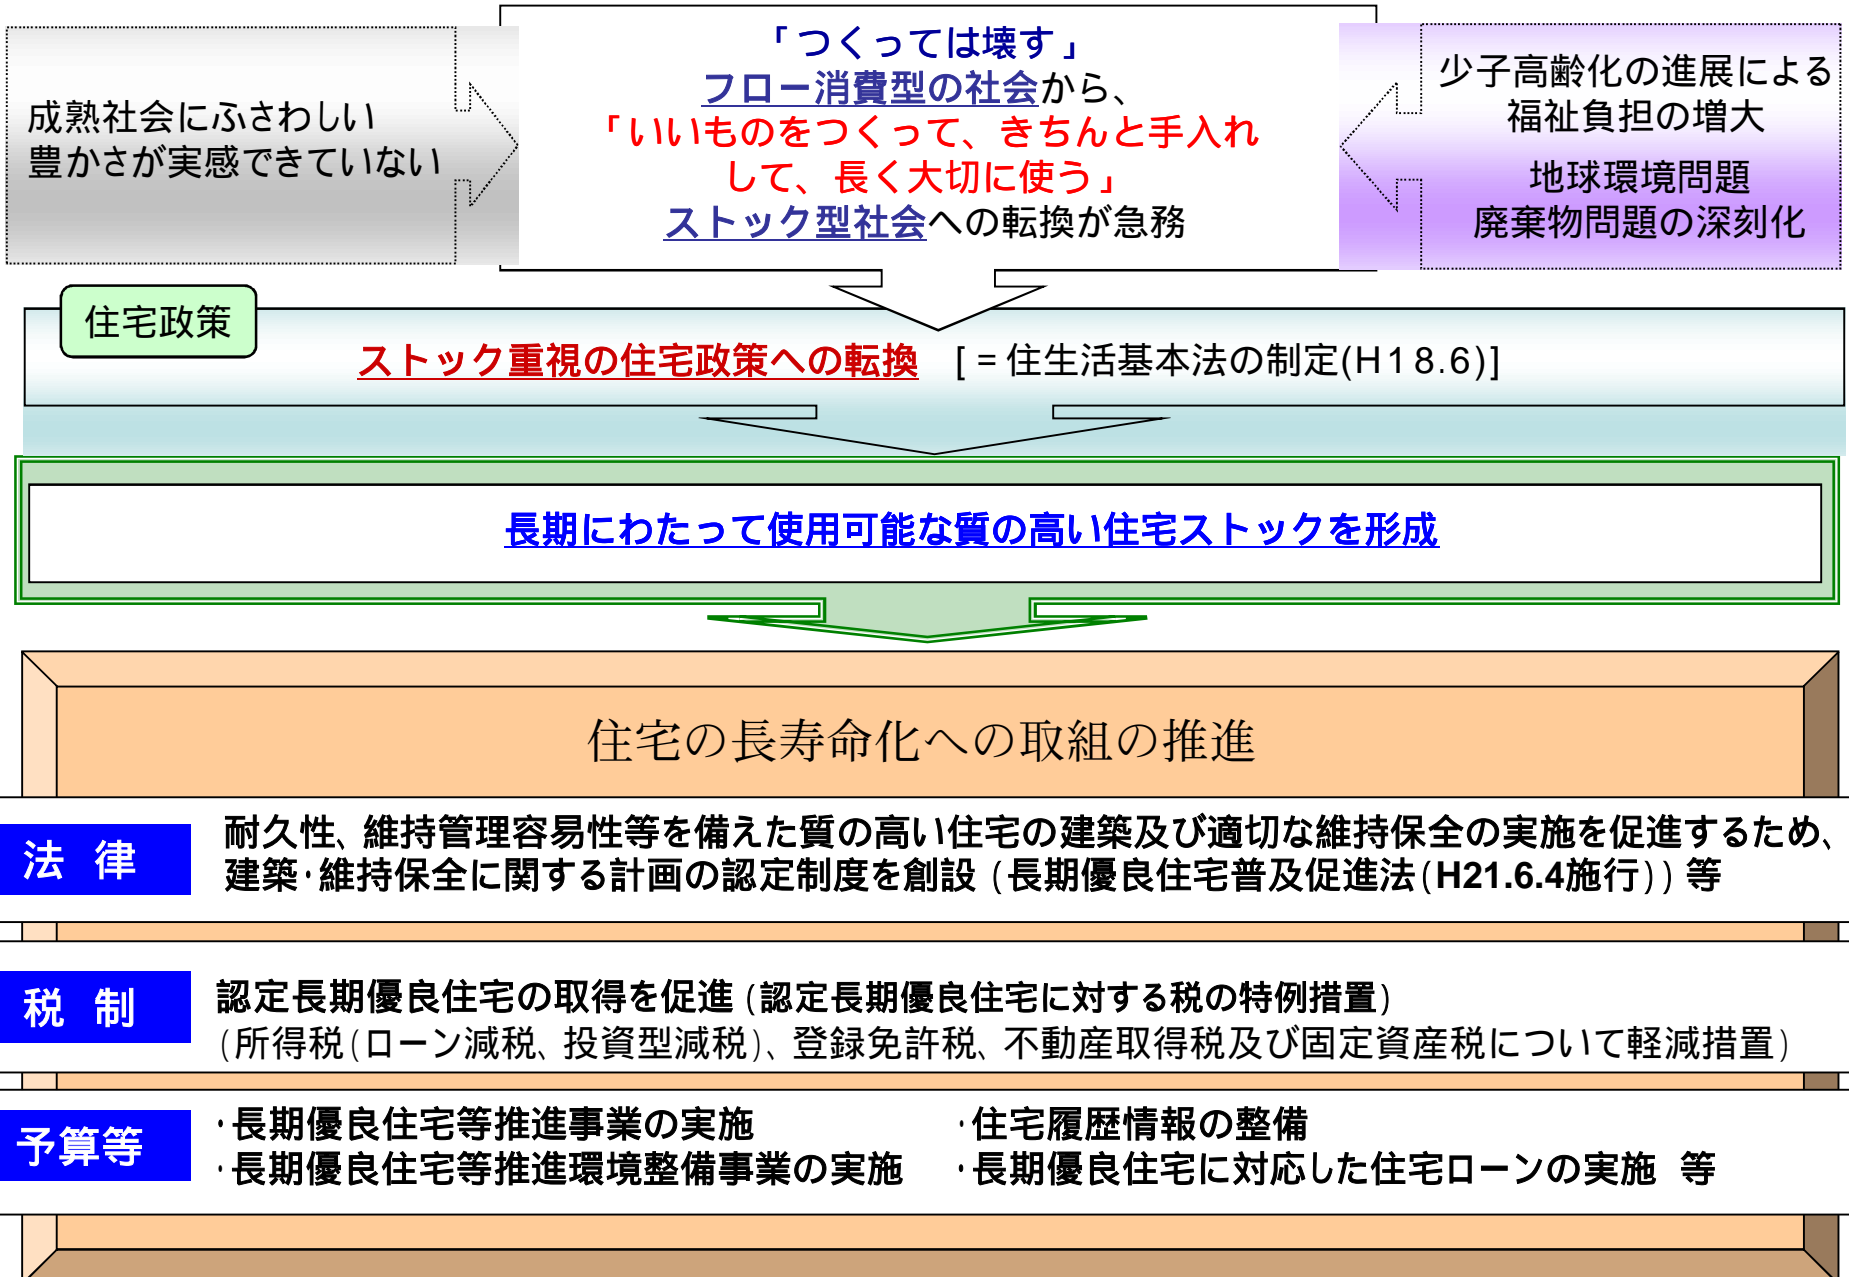 成熟社会にふさわしい
豊かさが実感できていない
「つくっては壊す」
フロー消費型の社会から、
「いいものをつくって、きちんと手入れ
して、長く大切に使う」
ストック型社会への転換が急務
少子高齢化の進展による
福祉負担の増大
地球環境問題
廃棄物問題の深刻化
住宅政策
ストック重視の住宅政策への転換 [=住生活基本法の制定(H18.6)]
長期にわたって使用可能な質の高い住宅ストックを形成
住宅の長寿命化への取組の推進
法 律
耐久性、維持管理容易性等を備えた質の高い住宅の建築及び適切な維持保全の実施を促進するため、
建築・維持保全に関する計画の認定制度を創設（長期優良住宅普及促進法(H21.6.4施行)）等
税 制
認定長期優良住宅の取得を促進（認定長期優良住宅に対する税の特例措置）
（所得税（ローン減税、投資型減税）、登録免許税、不動産取得税及び固定資産税について軽減措置）
予算等
・長期優良住宅等推進事業の実施 ・住宅履歴情報の整備
・長期優良住宅等推進環境整備事業の実施 ・長期優良住宅に対応した住宅ローンの実施 等